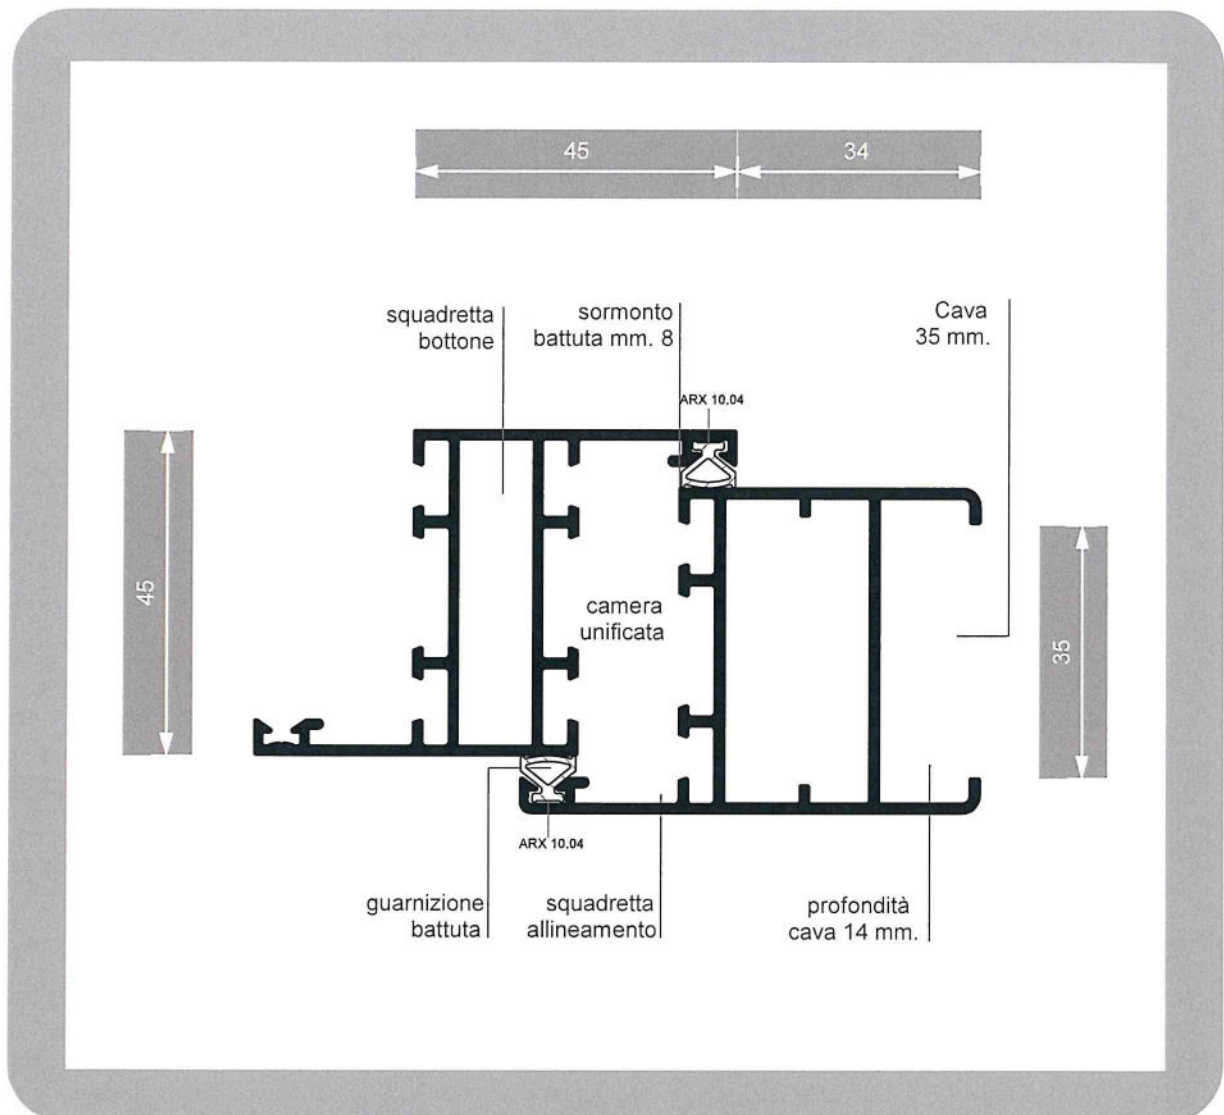 45
34
squadretta
bottone
sormonto
battuta mm. 8
Cava
35 mm.
ARX 10.04
45
camera
unificata
35
ARX 10.04
guarnizione
battuta
squadretta
allineamento
profondità
cava 14 mm.